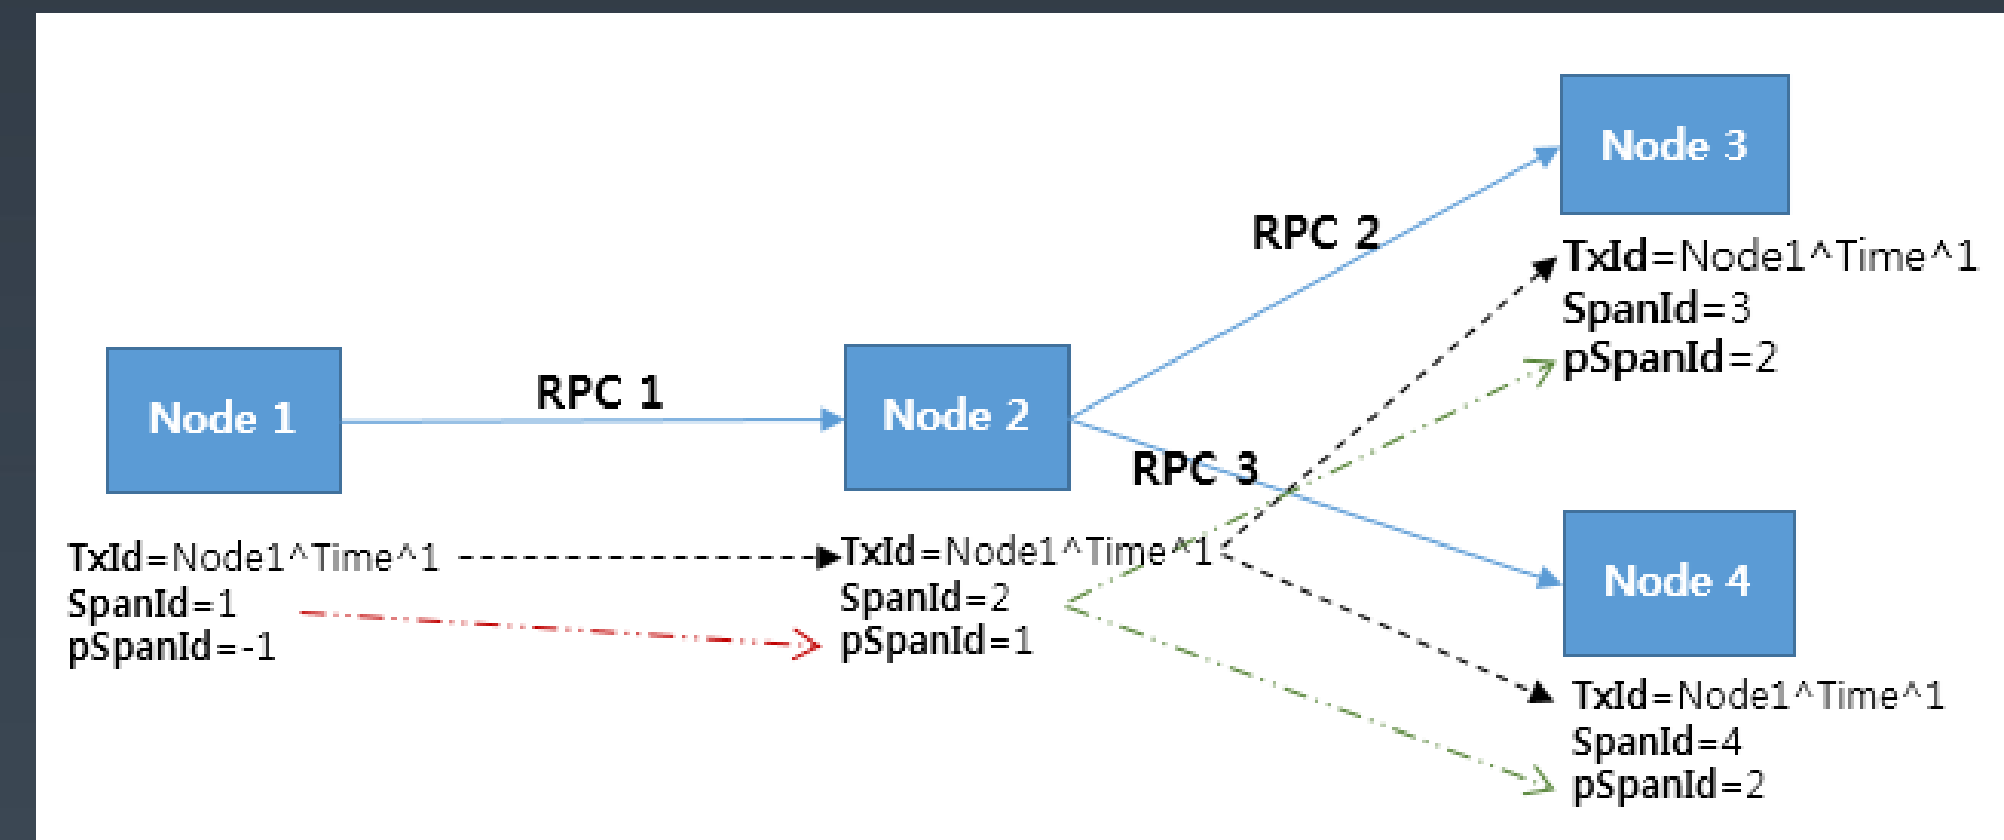 Node 3
RPC 2
TxId=Node1^Time^1
SpanId=3
pSpanId=2
Node 1
RPC 1
Node 2
RPC 3
TxId=Node1^Time^1
SpanId=1
pSpanId=-1
TxId=Node1^Time^1
SpanId=2
pSpanId=1
Node 4
TxId=Node1^Time^1
SpanId=4
pSpanId=2